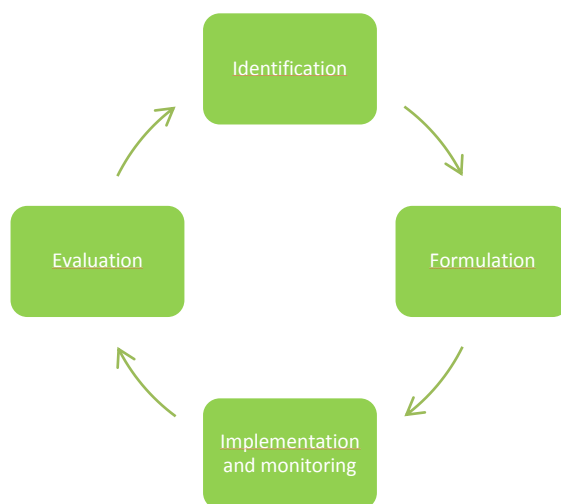 Identification
Evaluation
Formulation
Implementation
and monitoring